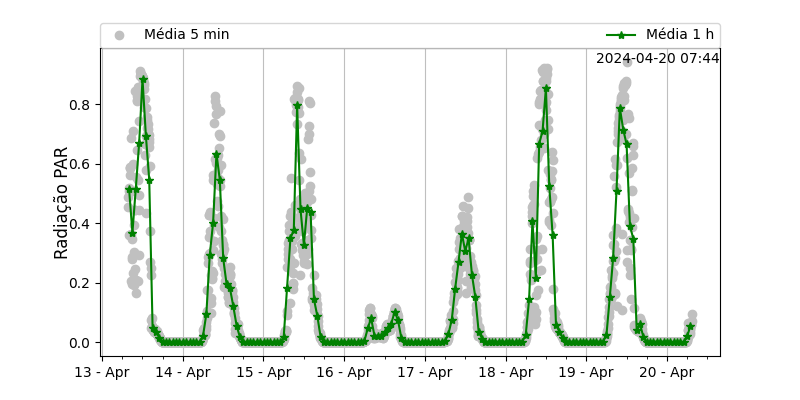 Média 5 min
Média 1 h
2024-04-20 07:44
Radiação PAR
0.8
0.6
0.4
0.2
0.0
13 - Apr
14 - Apr
15 - Apr
16 - Apr
17 - Apr
18 - Apr
19 - Apr
20 - Apr